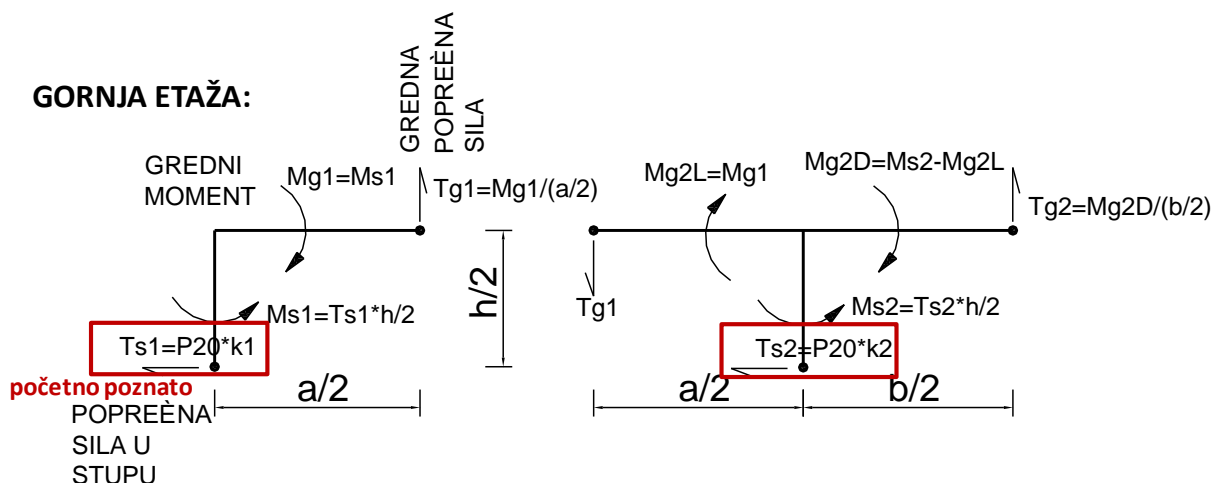 GORNJA ETAŽA:
GREDNA
POPREÈNA
SILA
GREDNI
MOMENT
Mg1=Ms1
Tg1=Mg1/(a/2)
Mg2L=Mg1
Mg2D=Ms2-Mg2L
Tg2=Mg2D/(b/2)
h/2
Tg1
Ms1=Ts1*h/2
Ms2=Ts2*h/2
Ts1=P20*k1
Ts2=P20*k2
početno poznato
a/2
a/2
b/2
POPREÈNA
SILA U
STUPU